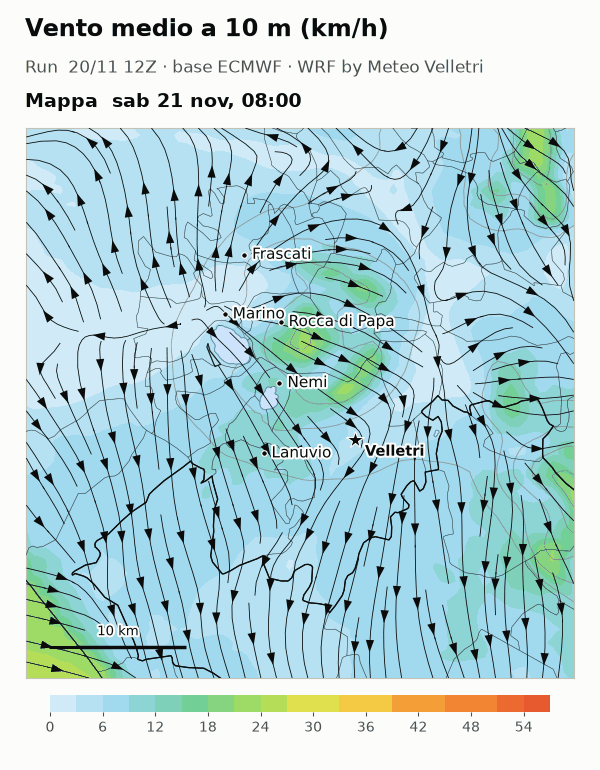 Vento medio a 10 m (km/h)
Run  20/11 12Z · base ECMWF · WRF by Meteo Velletri
Mappa  sab 21 nov, 08:00
Frascati
Marino
Rocca di Papa
Nemi
Velletri
Lanuvio
10 km
0 6 12 18 24 30 36 42 48 54